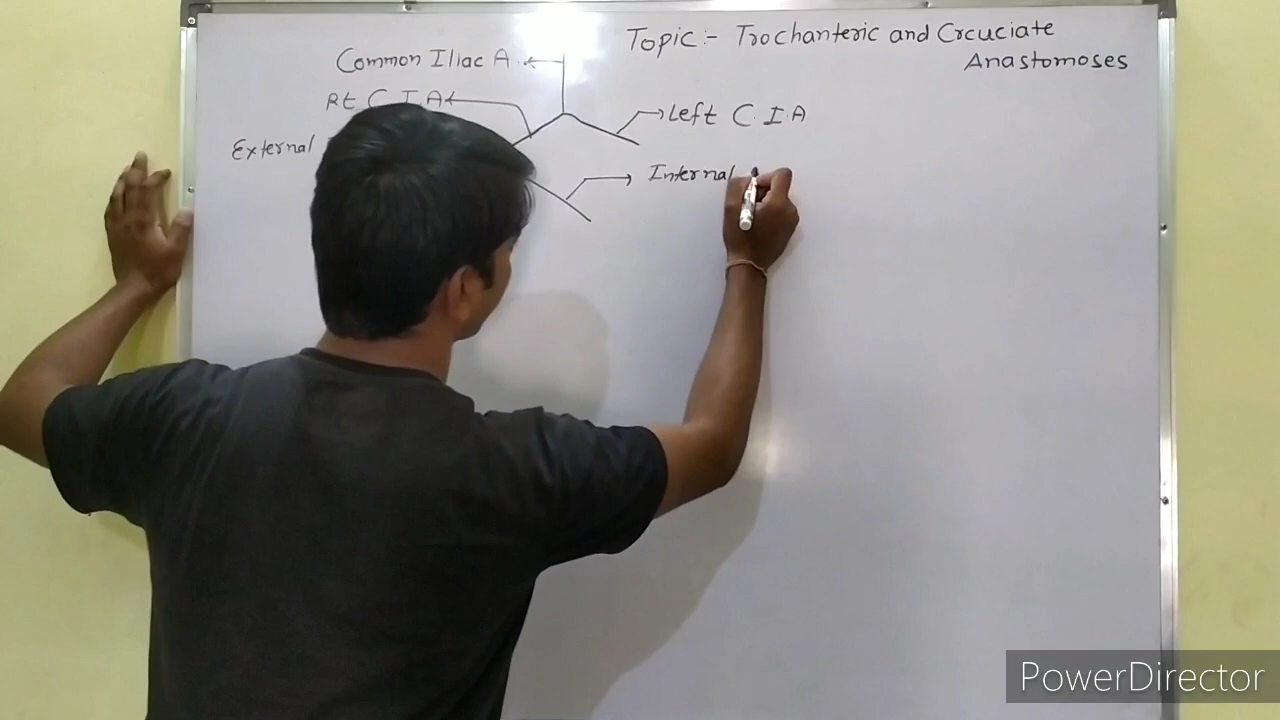 Topic:- Trochanteric and Crcuciate
Anastomoses
Common Iliac A
Rt C.I.A
Left C.I.A
External
Internal
PowerDirector